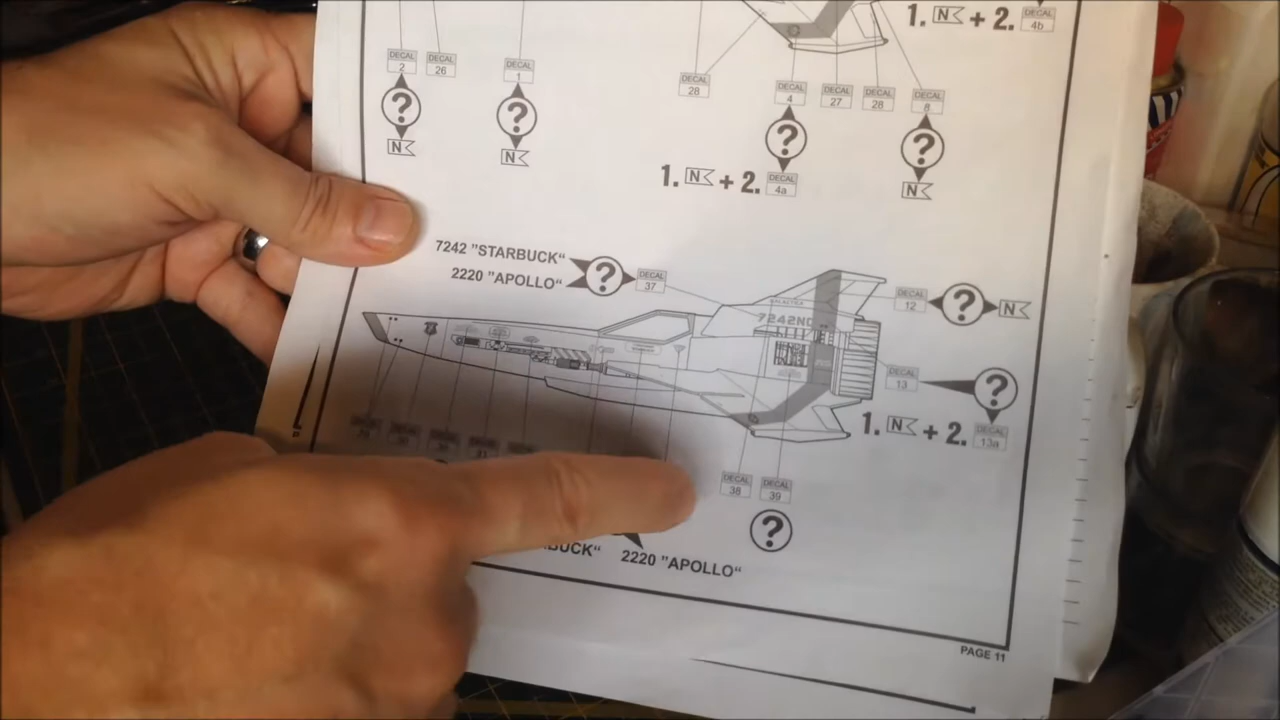 1. N + 2. DECAL 4b
DECAL 2
DECAL 26
DECAL 1
DECAL 28
DECAL 4
DECAL 27
DECAL 28
DECAL 8
?
?
?
?
N
N
1. N + 2. DECAL 4a
N
7242 "STARBUCK"
2220 "APOLLO"
?
DECAL 37
DECAL 12
?
N
GALACTICA
7242NC
DECAL 13
?
1. N + 2. DECAL 13a
31
DECAL 38
DECAL 39
?
BUCK"
2220 "APOLLO"
PAGE 11